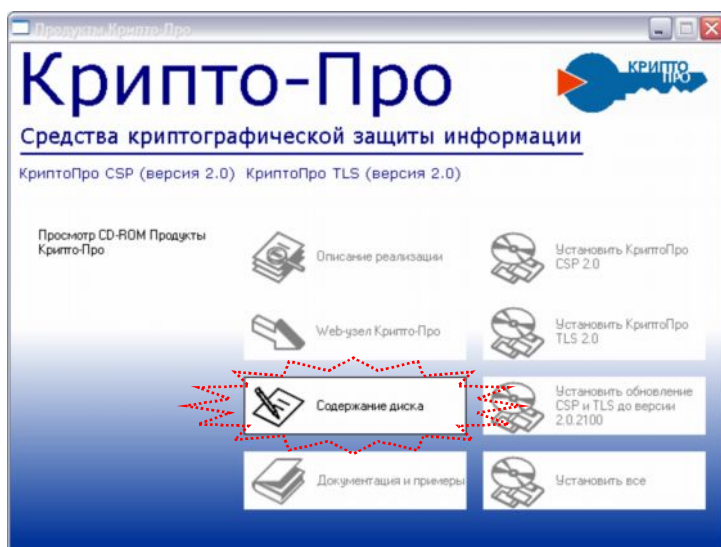 Продукты Крипто-Про
Крипто-Про
КРИПТО
ПРО
Средства криптографической защиты информации
КриптоПро CSP (версия 2.0) КриптоПро TLS (версия 2.0)
Просмотр CD-ROM Продукты
Крипто-Про
Описание реализации
Установить КриптоПро
CSP 2.0
Web-узел Крипто-Про
Установить КриптоПро
TLS 2.0
Содержание диска
Установить обновление
CSP и TLS до версии
2.0.2100
Документация и примеры
Установить все